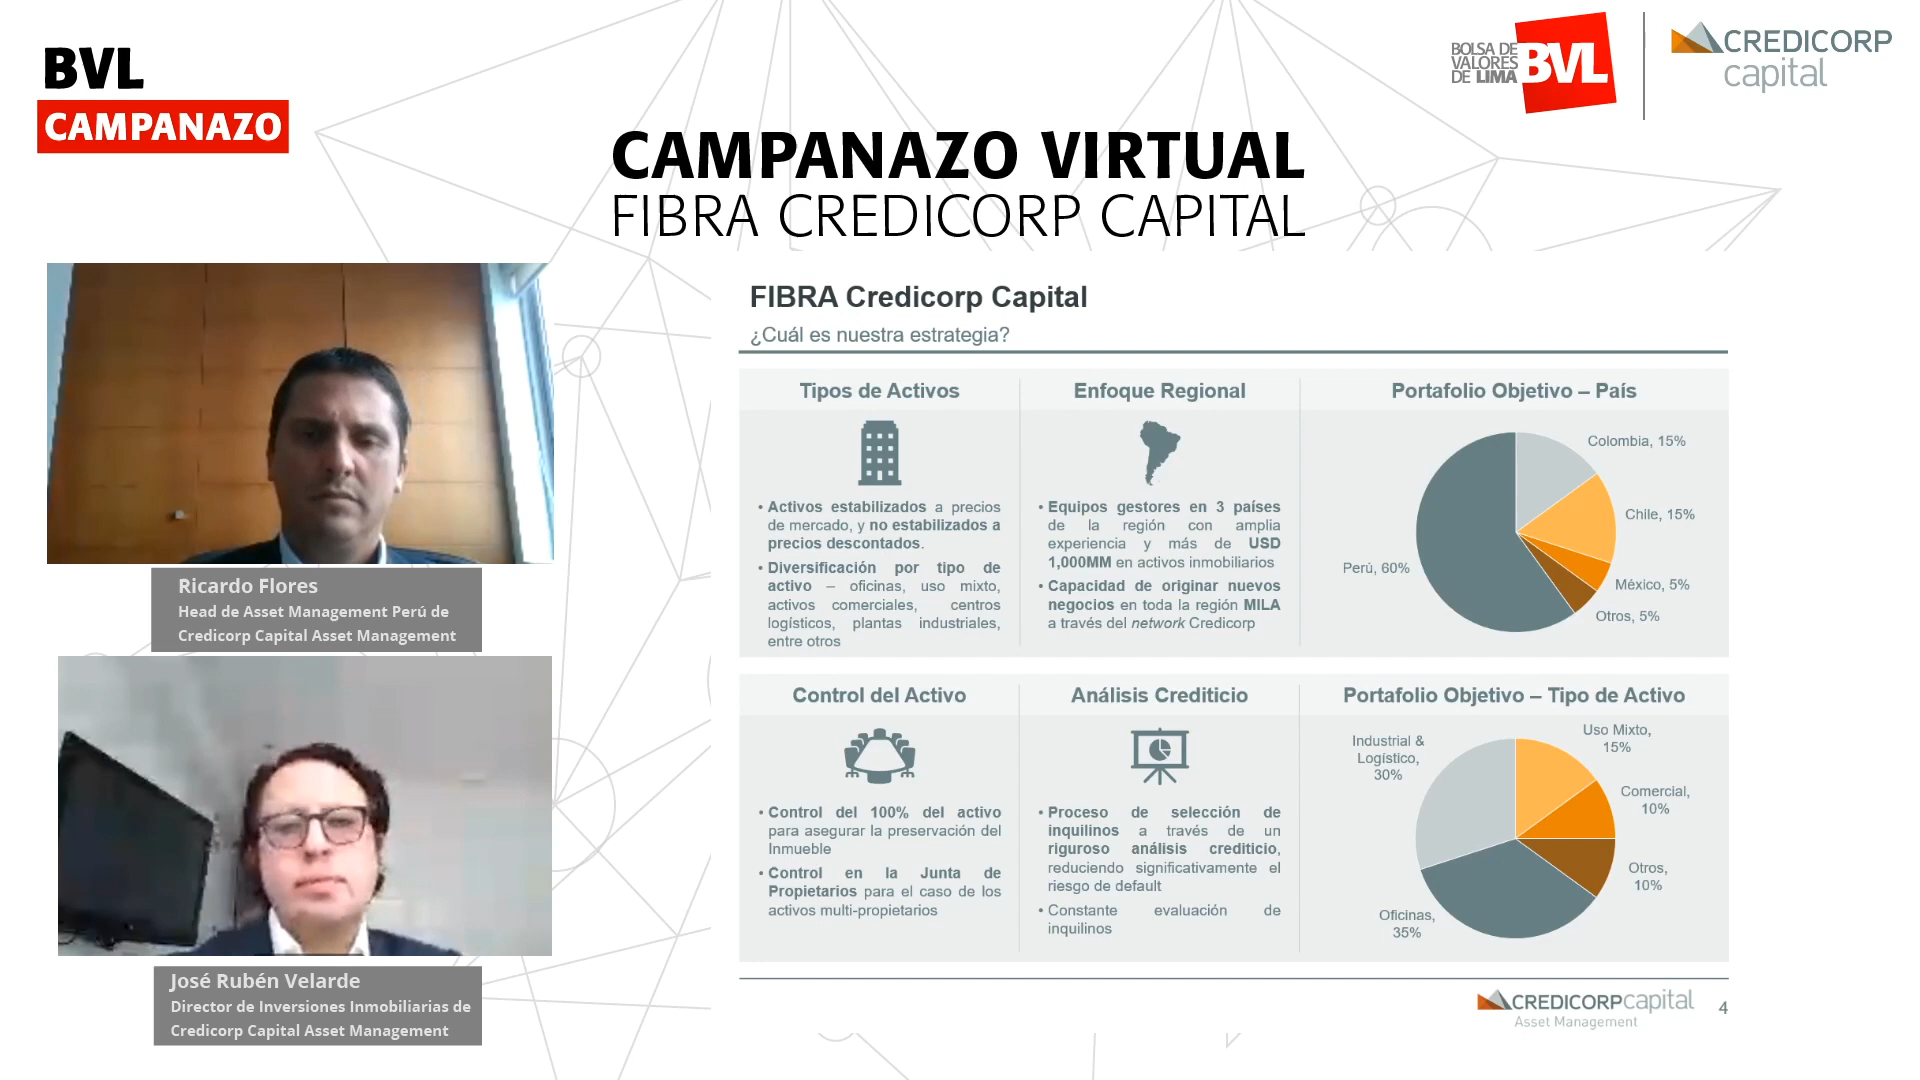 BVL
CAMPANAZO
BOLSA DE
VALORES
DE LIMA
BVL
CREDICORP
capital
CAMPANAZO VIRTUAL
FIBRA CREDICORP CAPITAL
Ricardo Flores
Head de Asset Management Perú de
Credicorp Capital Asset Management
José Rubén Velarde
Director de Inversiones Inmobiliarias de
Credicorp Capital Asset Management
FIBRA Credicorp Capital
¿Cuál es nuestra estrategia?
Tipos de Activos
• Activos estabilizados a precios
de mercado, y no estabilizados a
precios descontados.
• Diversificación por tipo de
activo – oficinas, uso mixto,
activos comerciales, centros
logísticos, plantas industriales,
entre otros
Enfoque Regional
• Equipos gestores en 3 países
de la región con amplia
experiencia y más de USD
1,000MM en activos inmobiliarios
• Capacidad de originar nuevos
negocios en toda la región MILA
a través del network Credicorp
Portafolio Objetivo – País
Colombia, 15%
Chile, 15%
Perú, 60%
México, 5%
Otros, 5%
Control del Activo
• Control del 100% del activo
para asegurar la preservación del
Inmueble
• Control en la Junta de
Propietarios para el caso de los
activos multi-propietarios
Análisis Crediticio
• Proceso de selección de
inquilinos a través de un
riguroso análisis crediticio,
reduciendo significativamente el
riesgo de default
• Constante evaluación de
inquilinos
Portafolio Objetivo – Tipo de Activo
Uso Mixto,
15%
Industrial &
Logístico,
30%
Comercial,
10%
Otros,
10%
Oficinas,
35%
CREDICORPcapital
Asset Management
4